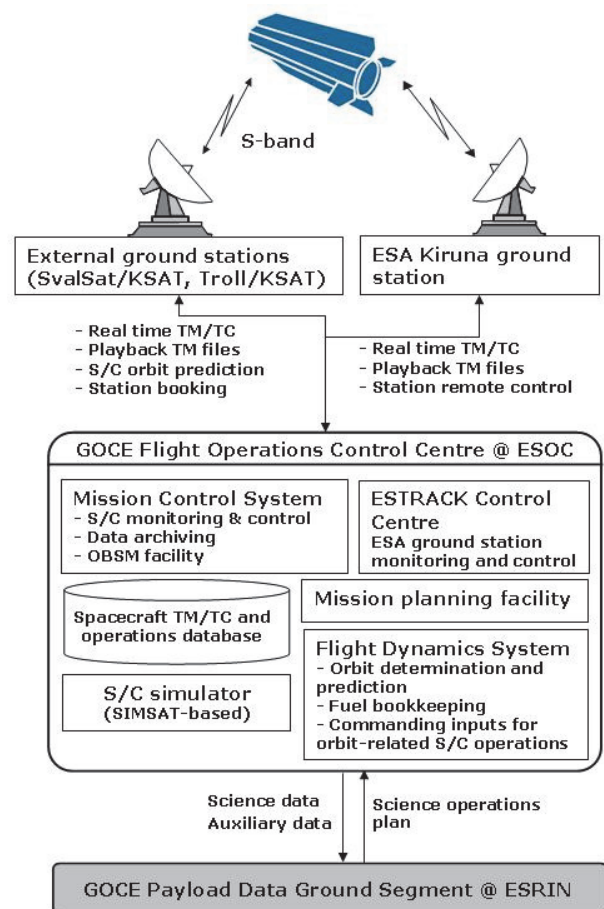 S-band
External ground stations
(SvalSat/KSAT, Troll/KSAT)
ESA Kiruna ground
station
- Real time TM/TC
- Playback TM files
- S/C orbit prediction
- Station booking
- Real time TM/TC
- Playback TM files
- Station remote control
GOCE Flight Operations Control Centre @ ESOC
Mission Control System
- S/C monitoring & control
- Data archiving
- OBSM facility
ESTRACK Control
Centre
ESA ground station
monitoring and control
Spacecraft TM/TC and
operations database
Mission planning facility
S/C simulator
(SIMSAT-based)
Flight Dynamics System
- Orbit determination and
prediction
- Fuel bookkeeping
- Commanding inputs for
orbit-related S/C operations
Science data
Auxiliary data
Science operations
plan
GOCE Payload Data Ground Segment @ ESRIN